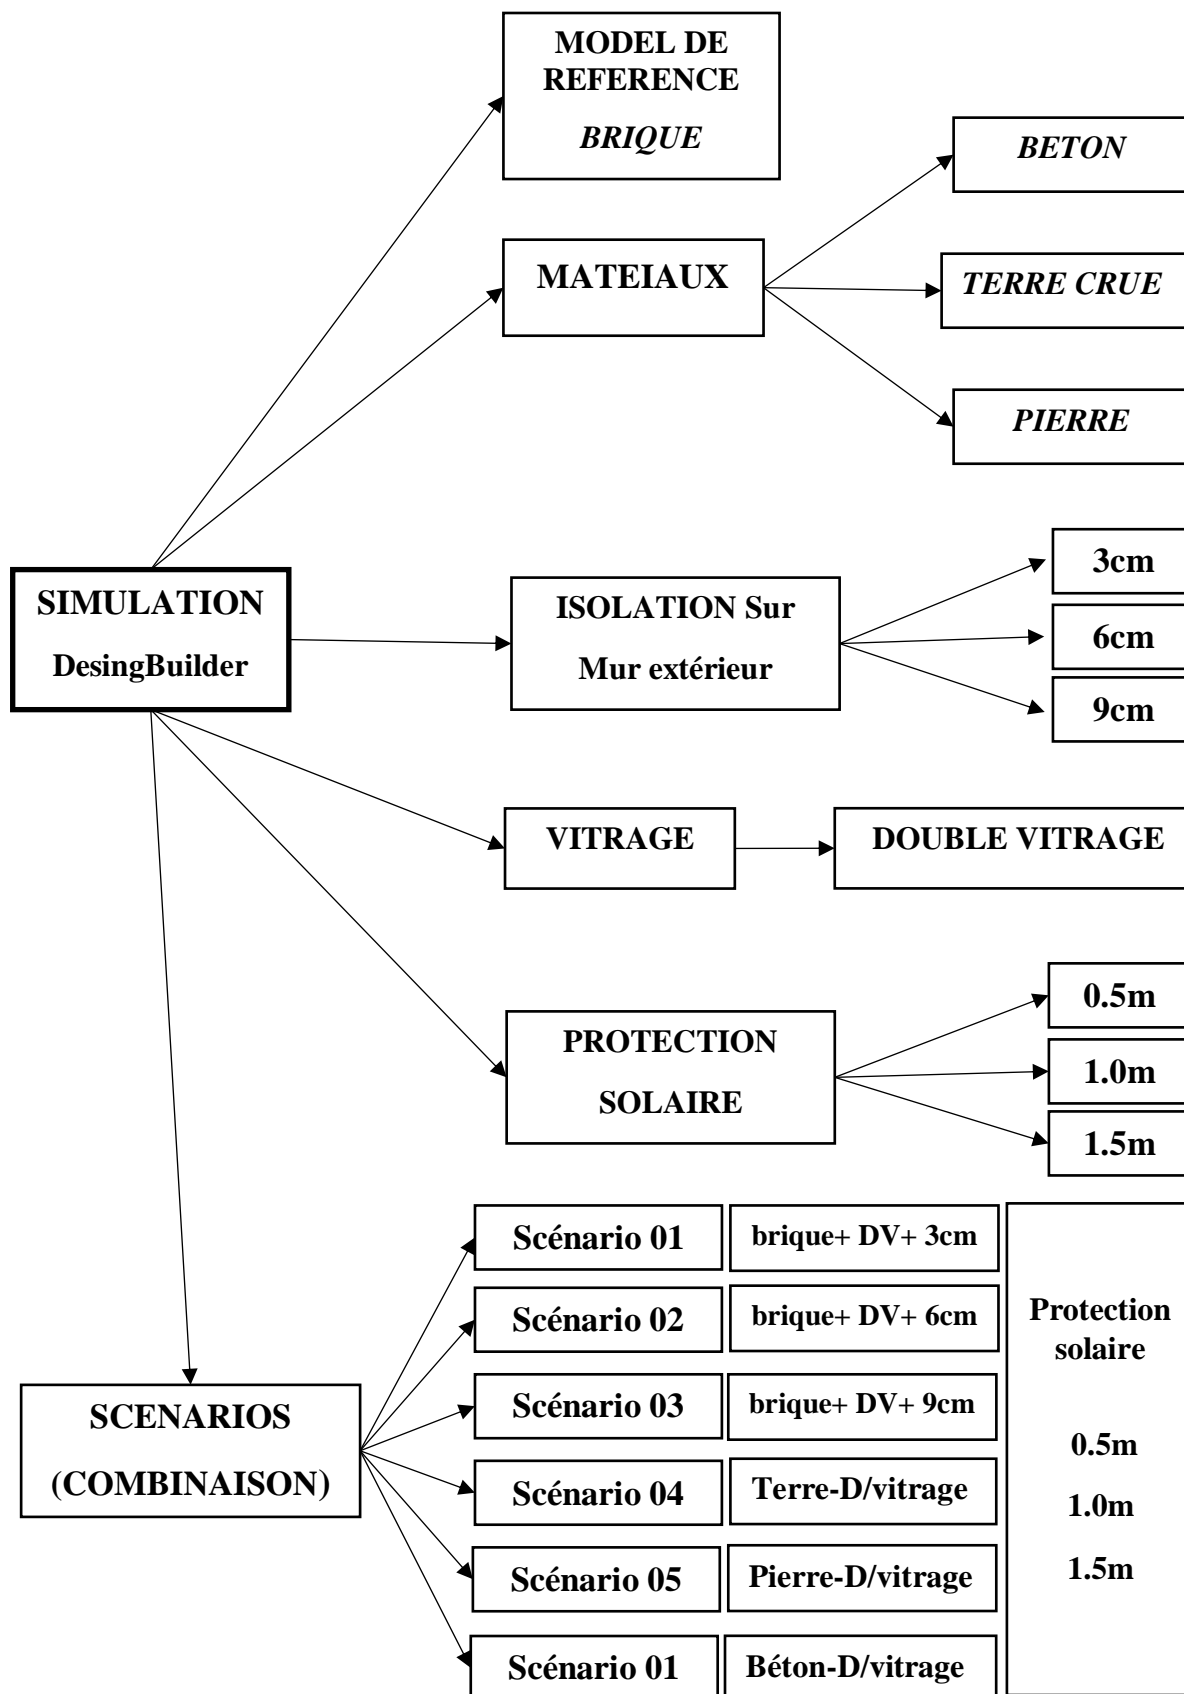 MODEL DE
REFERENCE
BRIQUE
BETON
MATEIAUX
TERRE CRUE
PIERRE
SIMULATION
DesingBuilder
ISOLATION Sur
Mur extérieur
3cm
6cm
9cm
VITRAGE
DOUBLE VITRAGE
PROTECTION
SOLAIRE
0.5m
1.0m
1.5m
SCENARIOS
(COMBINAISON)
Scénario 01
brique+ DV+ 3cm
Scénario 02
brique+ DV+ 6cm
Scénario 03
brique+ DV+ 9cm
Scénario 04
Terre-D/vitrage
Scénario 05
Pierre-D/vitrage
Scénario 01
Béton-D/vitrage
Protection
solaire
0.5m
1.0m
1.5m